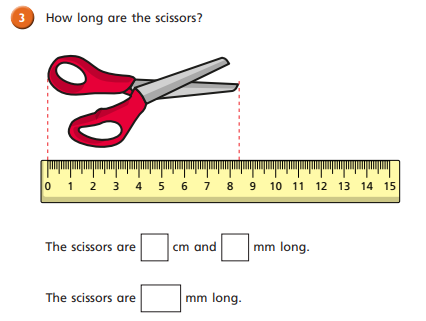 3 How long are the scissors?
0 1 2 3 4 5 6 7 8 9 10 11 12 13 14 15
The scissors are cm and mm long.
The scissors are mm long.